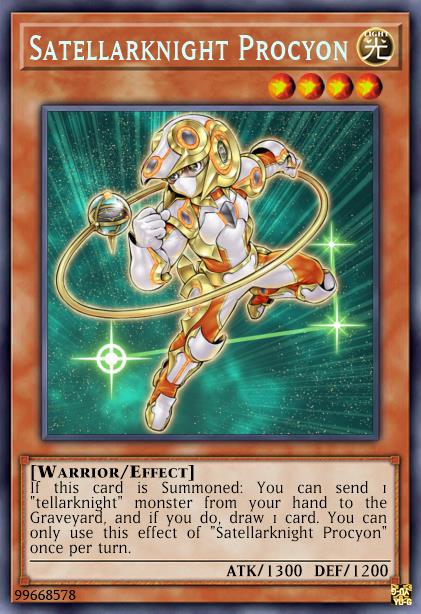 SATELLARKNIGHT PROCYON
LIGHT
光
[WARRIOR/EFFECT]
If this card is Summoned: You can send 1
"tellarknight" monster from your hand to the
Graveyard, and if you do, draw 1 card. You can
only use this effect of "Satellarknight Procyon"
once per turn.
ATK/1300 DEF/1200
99668578